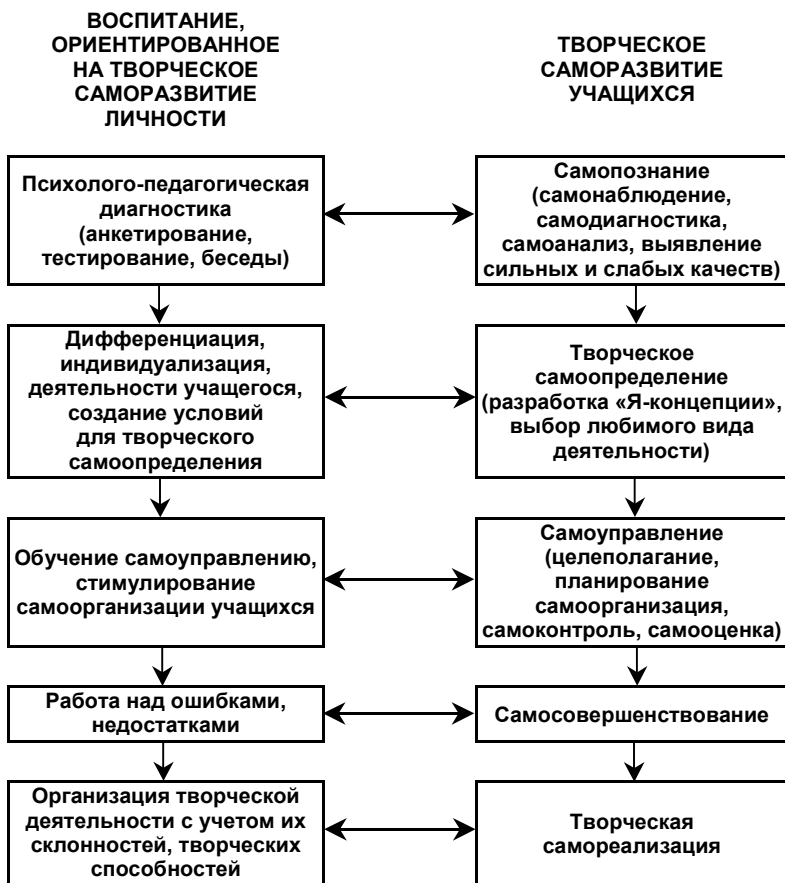 ВОСПИТАНИЕ,
ОРИЕНТИРОВАННОЕ
НА ТВОРЧЕСКОЕ
САМОРАЗВИТИЕ
ЛИЧНОСТИ
ТВОРЧЕСКОЕ
САМОРАЗВИТИЕ
УЧАЩИХСЯ
Психолого-педагогическая
диагностика
(анкетирование,
тестирование, беседы)
Самопознание
(самонаблюдение,
самодиагностика,
самоанализ, выявление
сильных и слабых качеств)
Дифференциация,
индивидуализация,
деятельности учащегося,
создание условий
для творческого
самоопределения
Творческое
самоопределение
(разработка «Я-концепции»,
выбор любимого вида
деятельности)
Обучение самоуправлению,
стимулирование
самоорганизации учащихся
Самоуправление
(целеполагание,
планирование
самоорганизация,
самоконтроль, самооценка)
Работа над ошибками,
недостатками
Самосовершенствование
Организация творческой
деятельности с учетом их
склонностей, творческих
способностей
Творческая
самореализация